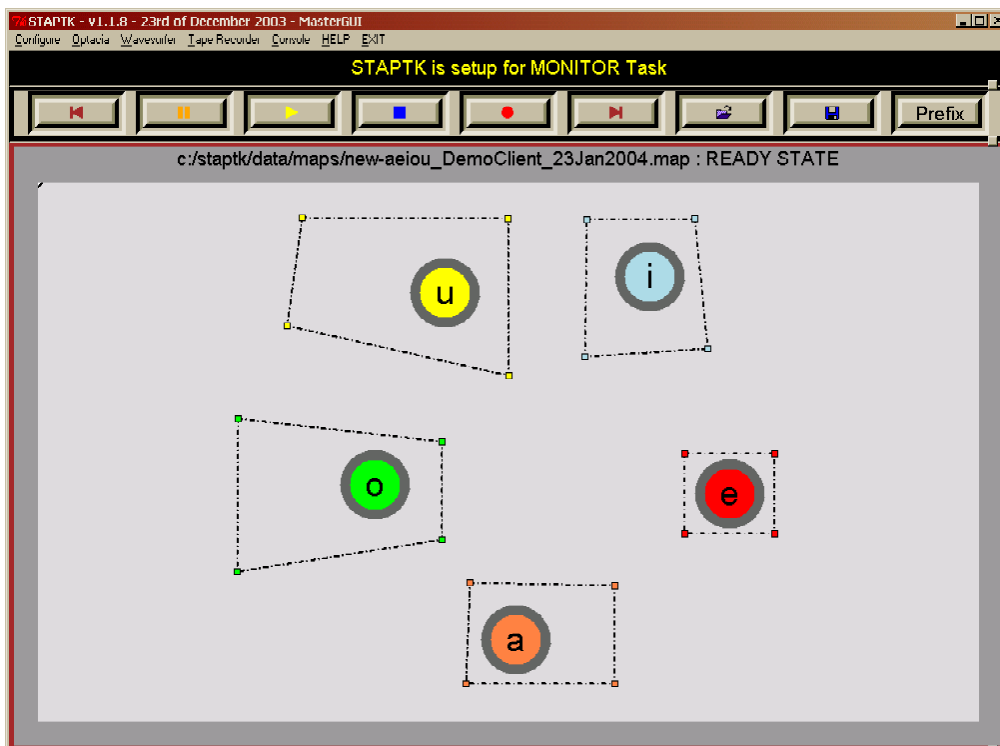 STAPTK - v1.1.8 - 23rd of December 2003 - MasterGUI
Configure Optacia Wavesurfer Tape Recorder Console HELP EXIT
STAPTK is setup for MONITOR Task
Prefix
c:/staptk/data/maps/new-aeiou_DemoClient_23Jan2004.map : READY STATE
u i
o e
a